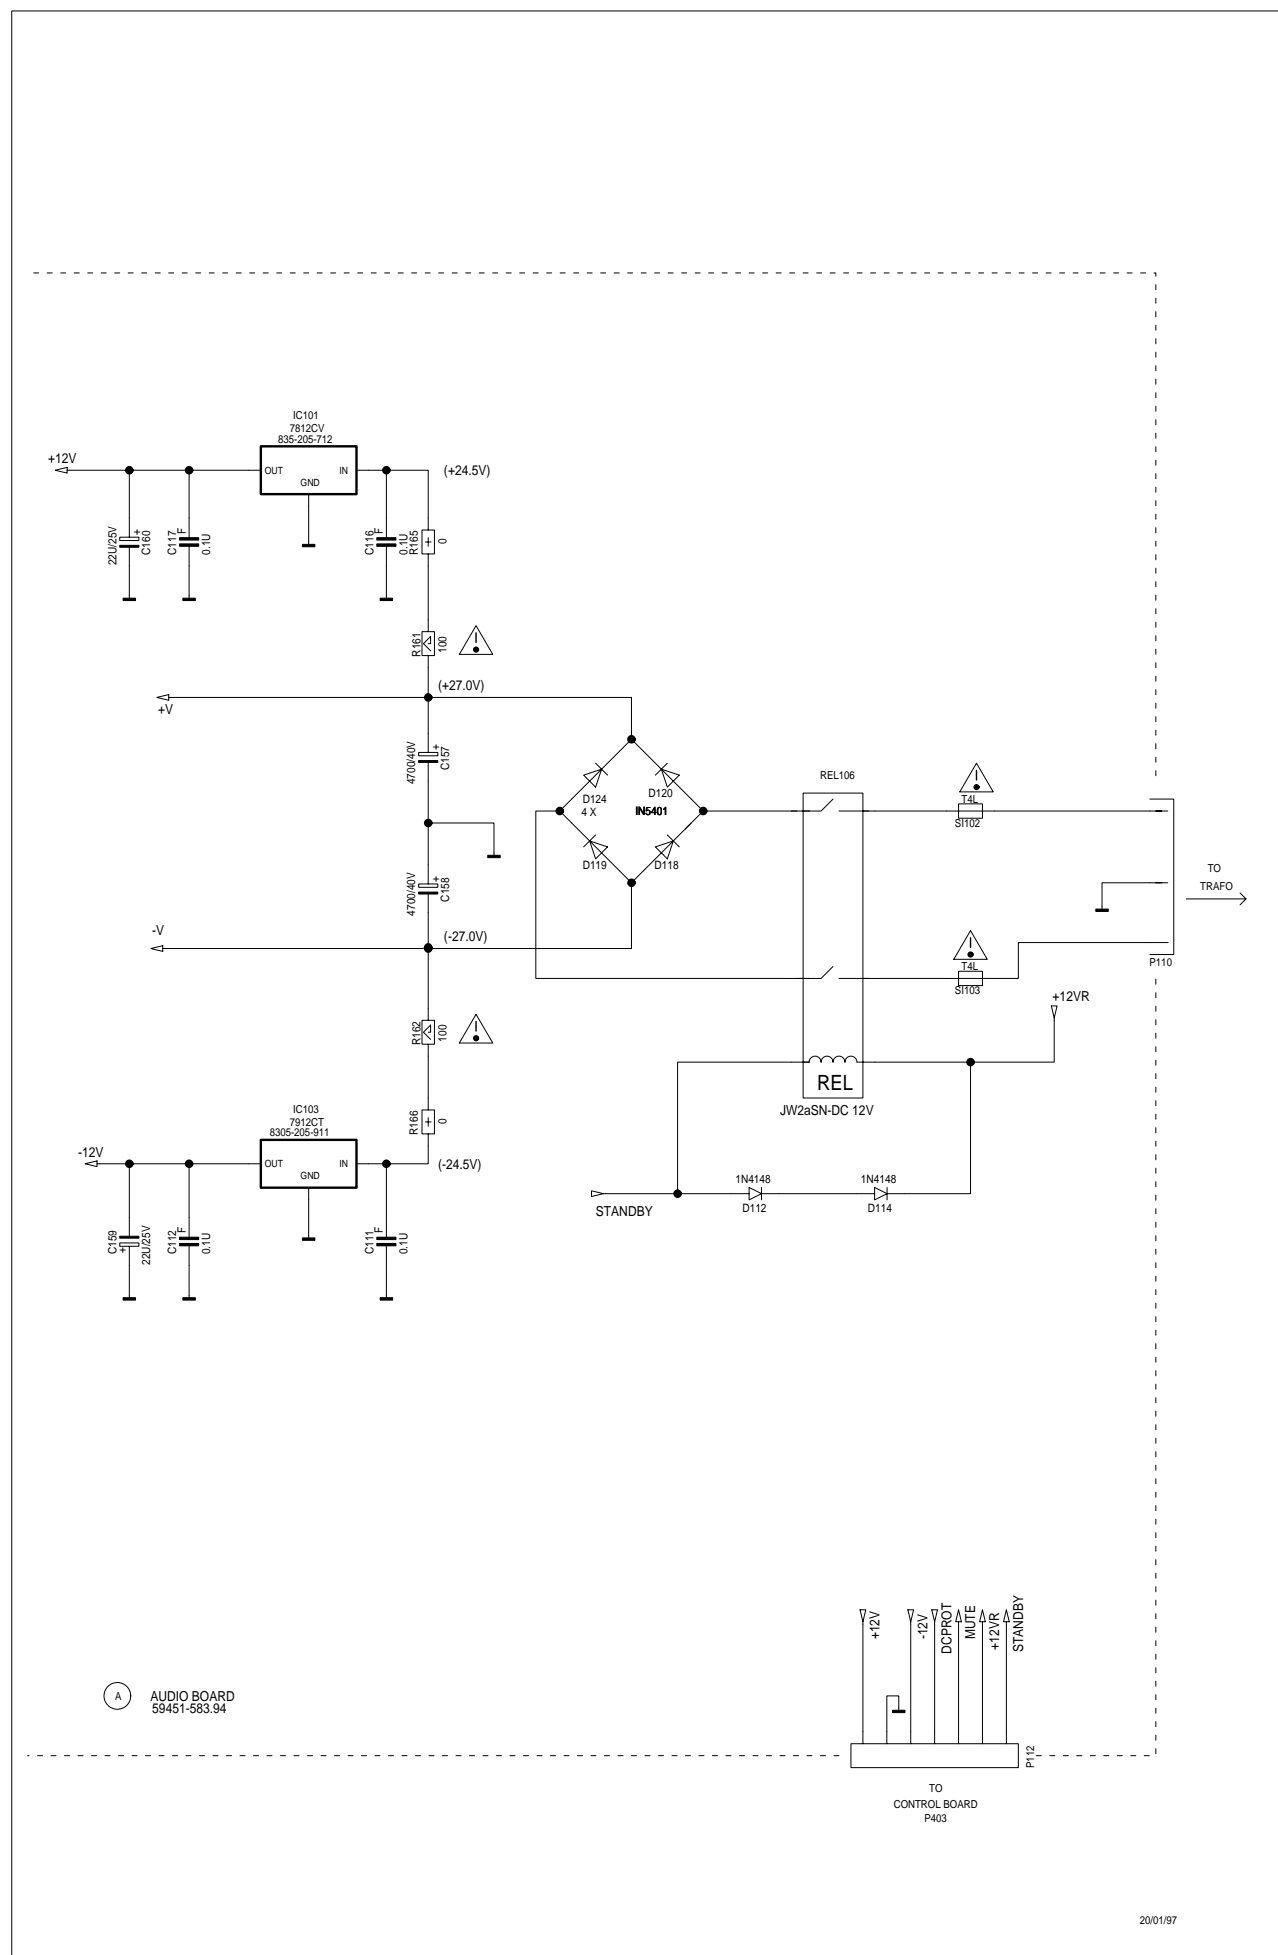 IC101
7812CV
835-205-712
+12V
OUT
IN
GND
(+24.5V)
22U/25V
+
C160
C117
F
0.1U
C116
F
0.1U
R165
+
0
R161
100
!
(+27.0V)
+V
4700/40V
+
C157
D124
4 X
D120
IN5401
D119
D118
REL106
!
T4L
SI102
TO
TRAFO
4700/40V
+
C158
-V
(-27.0V)
!
T4L
SI103
P110
+12VR
R162
100
!
REL
JW2aSN-DC 12V
IC103
7912CT
8305-205-911
R166
+
0
-12V
OUT
IN
GND
(-24.5V)
1N4148
D112
1N4148
D114
STANDBY
C159
+
22U/25V
C112
F
0.1U
C111
F
0.1U
+12V
-12V
DCPROT
MUTE
+12VR
STANDBY
A
AUDIO BOARD
59451-583.94
P112
TO
CONTROL BOARD
P403
20/01/97